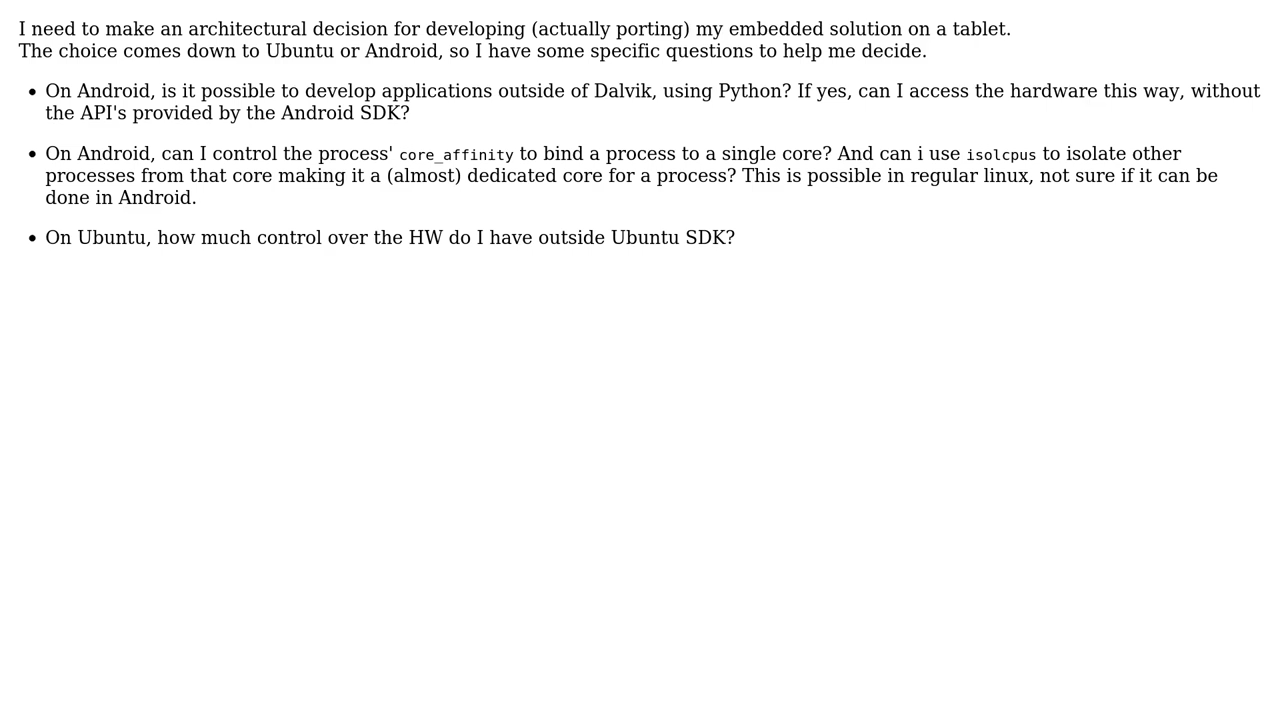 I need to make an architectural decision for developing (actually porting) my embedded solution on a tablet.
The choice comes down to Ubuntu or Android, so I have some specific questions to help me decide.
• On Android, is it possible to develop applications outside of Dalvik, using Python? If yes, can I access the hardware this way, without
the API's provided by the Android SDK?
• On Android, can I control the process' core_affinity to bind a process to a single core? And can i use isolcpus to isolate other
processes from that core making it a (almost) dedicated core for a process? This is possible in regular linux, not sure if it can be
done in Android.
• On Ubuntu, how much control over the HW do I have outside Ubuntu SDK?